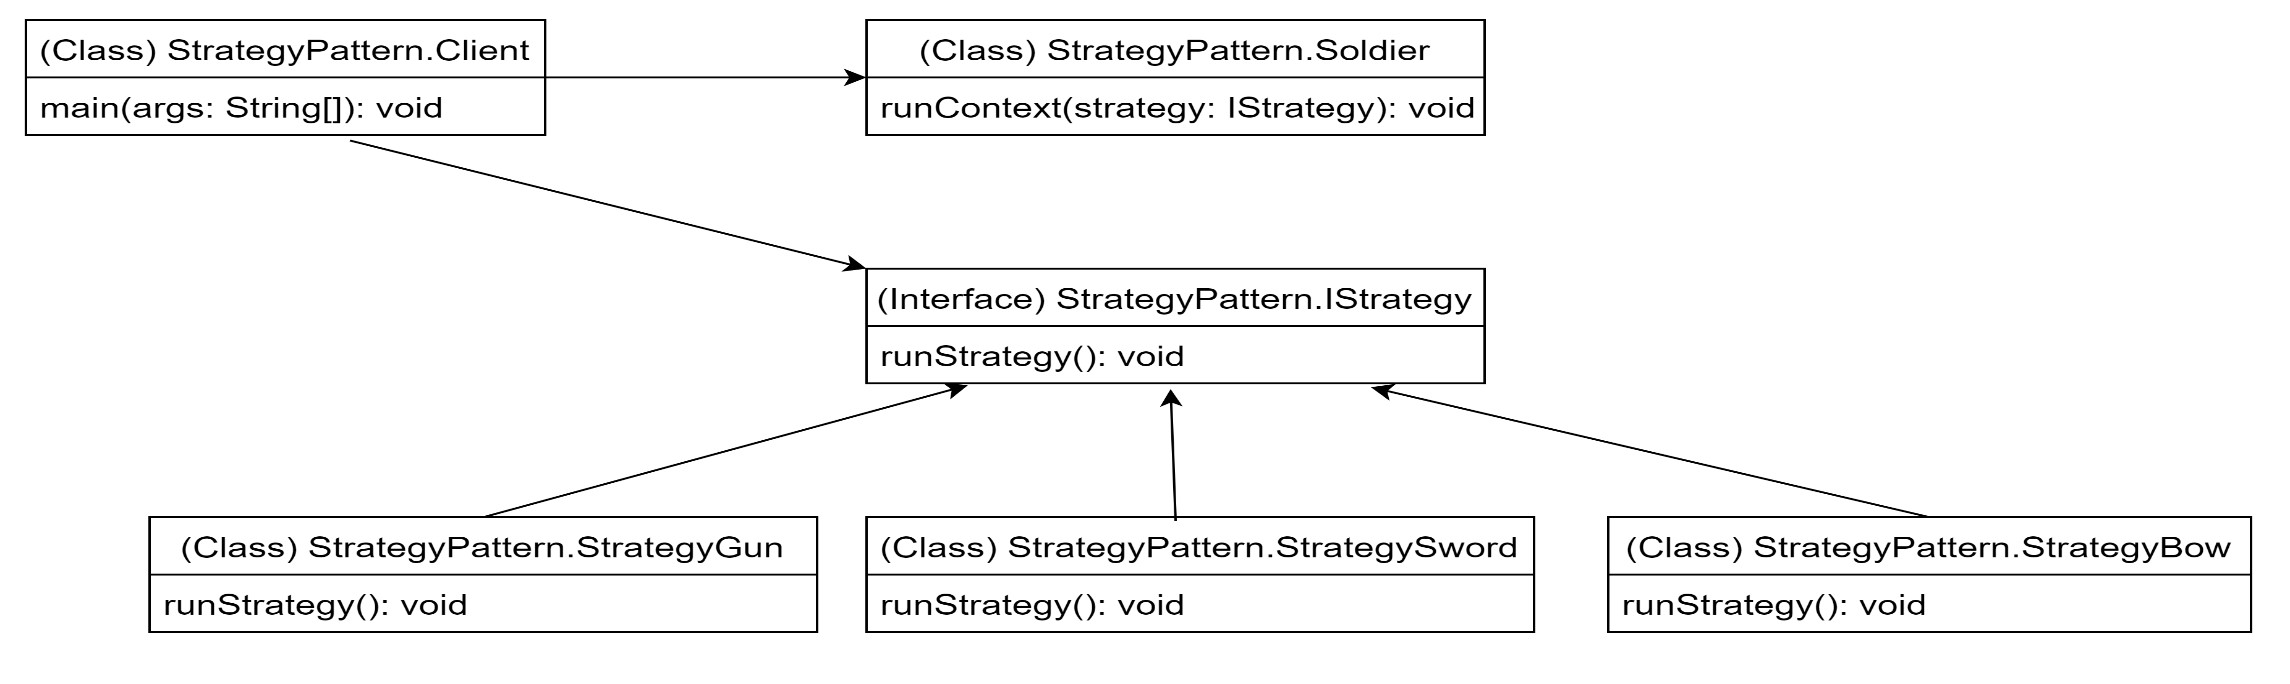 (Class) StrategyPattern.Client
main(args: String[]): void
(Class) StrategyPattern.Soldier
runContext(strategy: IStrategy): void
(Interface) StrategyPattern.IStrategy
runStrategy(): void
(Class) StrategyPattern.StrategyGun
runStrategy(): void
(Class) StrategyPattern.StrategySword
runStrategy(): void
(Class) StrategyPattern.StrategyBow
runStrategy(): void